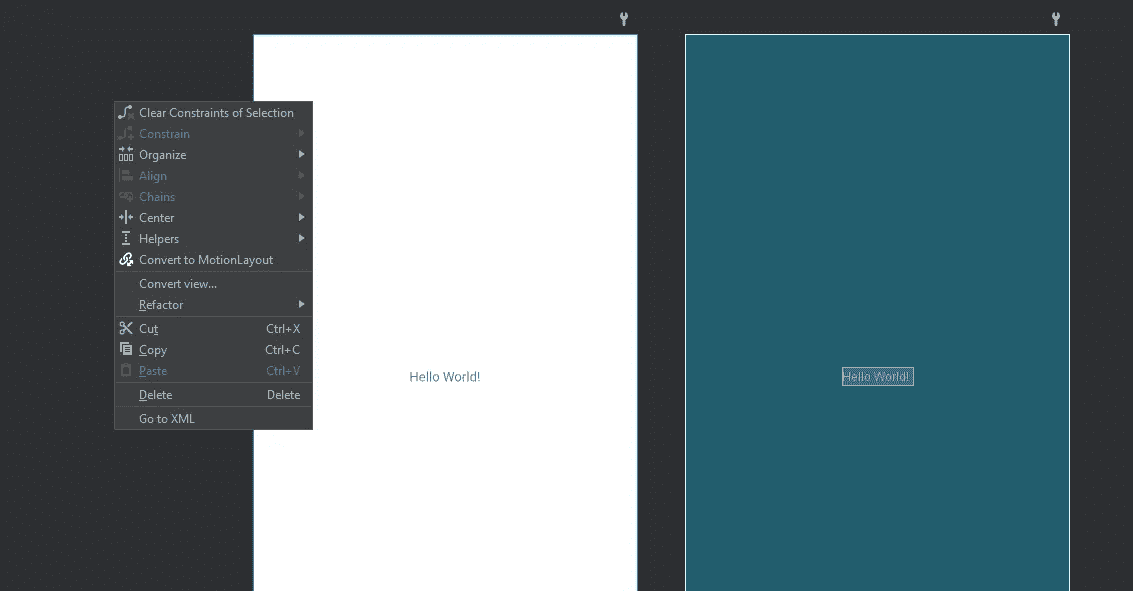 Clear Constraints of Selection
Constrain
Organize
Align
Chains
Center
Helpers
Convert to MotionLayout
Convert view...
Refactor
Cut Ctrl+X
Copy Ctrl+C
Paste Ctrl+V
Delete Delete
Go to XML
Hello World!
Hello World!